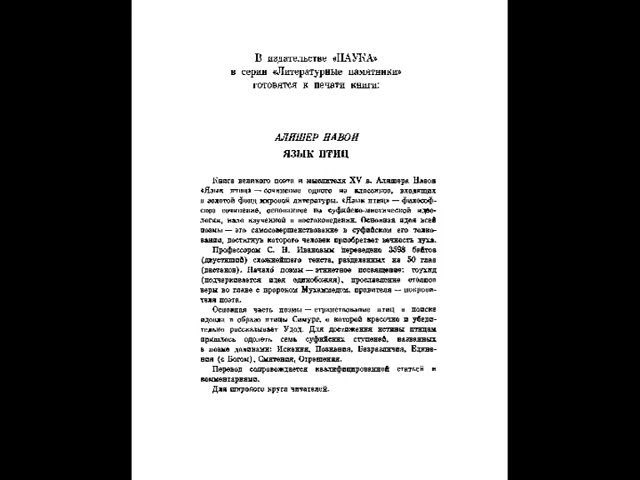 В издательстве «НАУКА»
в серии «Литературные памятники»
готовятся к печати книги:
АЛИШЕР НАВОИ
ЯЗЫК ПТИЦ
Книга великого поэта и мыслителя XV в. Алишера Навои
«Язык птиц» — сочинение одного из классиков, входящих
в золотой фонд мировой литературы. «Язык птиц» — философ-
ское сочинение, основанное на суфийско-мистической идео-
логии, мало изученной в востоковедении. Основная идея всей
поэмы — это самосовершенствование в суфийском его толко-
вании, достигнув которого человек приобретает вечность духа.
Профессором С. Н. Ивановым переведено 3598 байтов
(двустиший) сложнейшего текста, разделенных на 50 глав
(дастанов). Начало поэмы — этикетное посвящение: тоухид
(подчеркивается идея единобожия), прославление столпов
веры во главе с пророком Мухаммедом, правителя — покрови-
теля поэта.
Основная часть поэмы — странствование птиц в поиске
идеала в образе птицы Симург, о которой красочно и убеди-
тельно рассказывает Удод. Для достижения истины птицам
пришлось одолеть семь суфийских ступеней, названных
в поэме долинами: Искания, Познания, Безразличия, Едине-
ния (с Богом), Смятения, Отрешения.
Перевод сопровождается квалифицированной статьей и
комментариями.
Для широкого круга читателей.